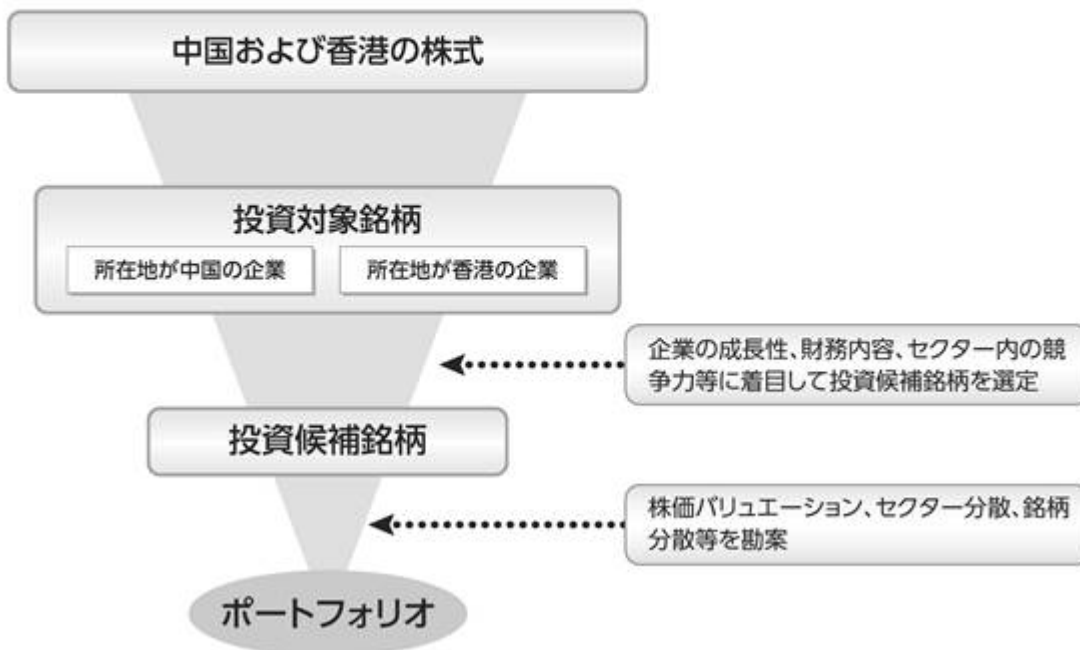 中国および香港の株式
投資対象銘柄
所在地が中国の企業
所在地が香港の企業
企業の成長性、財務内容、セクター内の競
争力等に着目して投資候補銘柄を選定
投資候補銘柄
株価バリュエーション、セクター分散、銘柄
分散等を勘案
ポートフォリオ